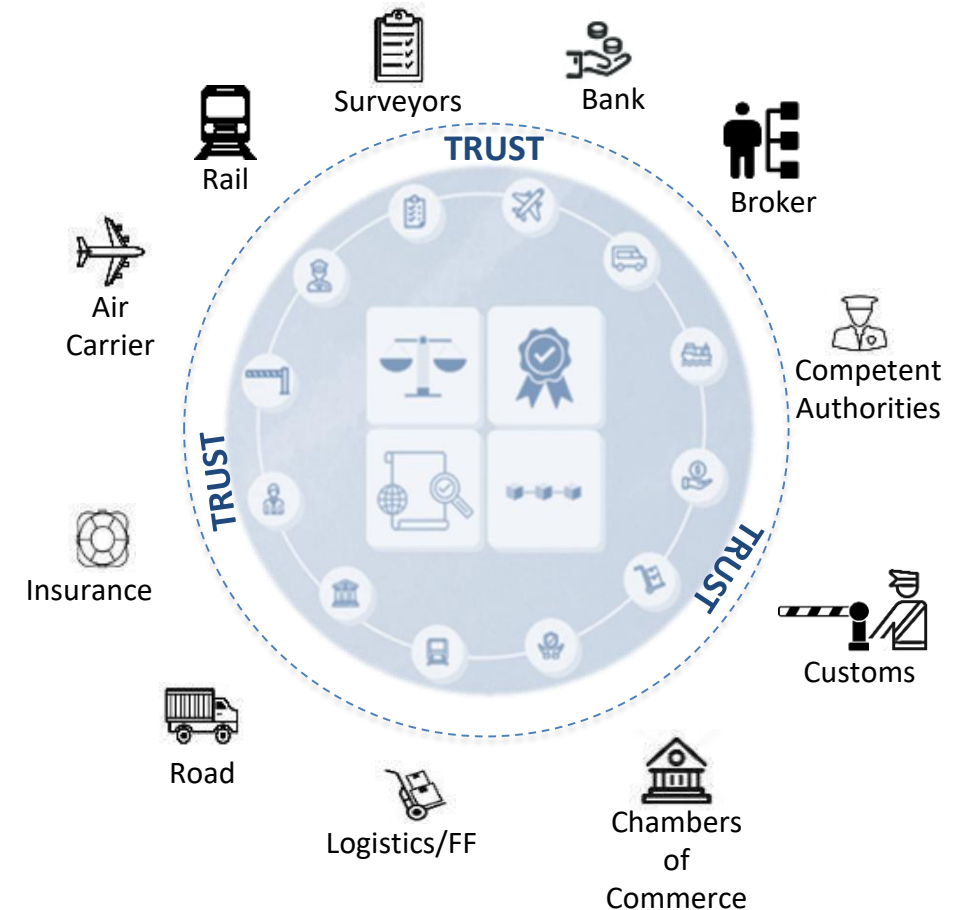 Surveyors
Bank
TRUST
Rail
Broker
Air
Carrier
Competent
Authorities
TRUST
TRUST
Insurance
Customs
Road
Logistics/FF
Chambers
of
Commerce